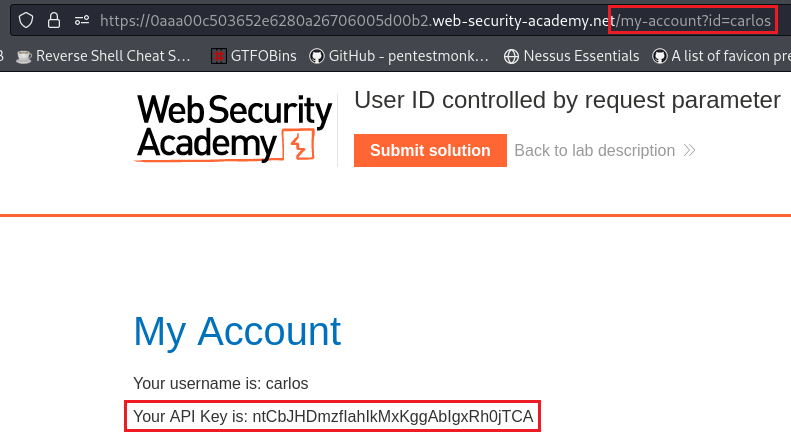 https://0aaa00c503652e6280a26706005d00b2.web-security-academy.net/my-account?id=carlos
Reverse Shell Cheat S… GTFOBins GitHub - pentestmonk… Nessus Essentials A list of favicon pre
Web Security
Academy
User ID controlled by request parameter
Submit solution Back to lab description
My Account
Your username is: carlos
Your API Key is: ntCbJHDmzfIahIkMxKggAbIgxRh0jTCA